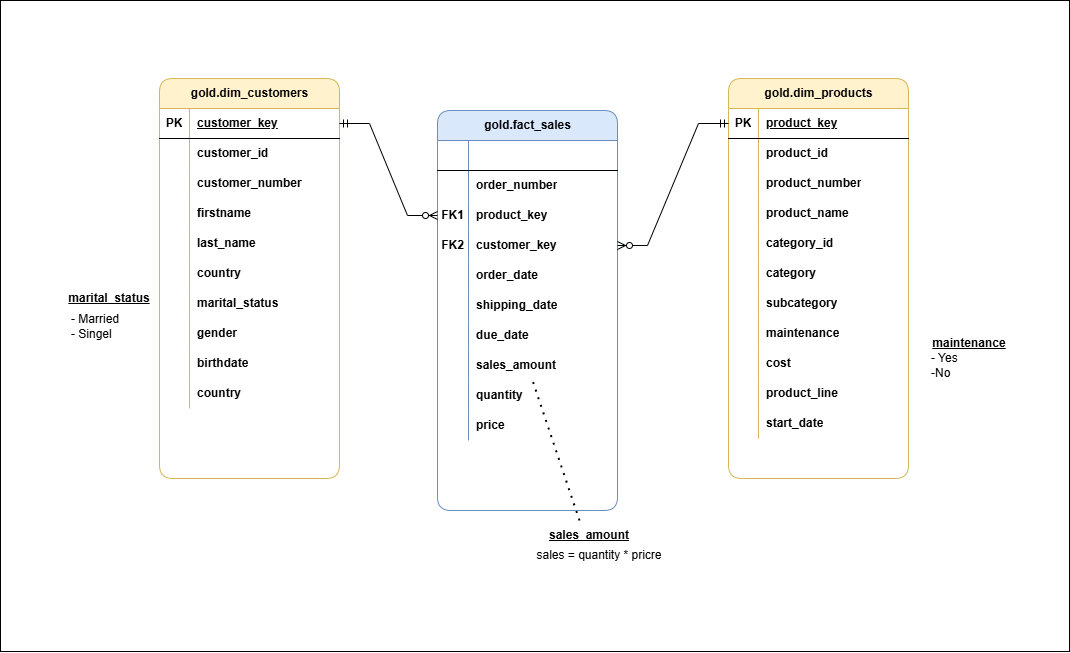 gold.dim_customers
PK customer_key
customer_id
customer_number
firstname
last_name
country
marital_status
gender
birthdate
country
marital_status
- Married
- Singel
gold.fact_sales
order_number
FK1 product_key
FK2 customer_key
order_date
shipping_date
due_date
sales_amount
quantity
price
sales_amount
sales = quantity * pricre
gold.dim_products
PK product_key
product_id
product_number
product_name
category_id
category
subcategory
maintenance
cost
product_line
start_date
maintenance
- Yes
-No